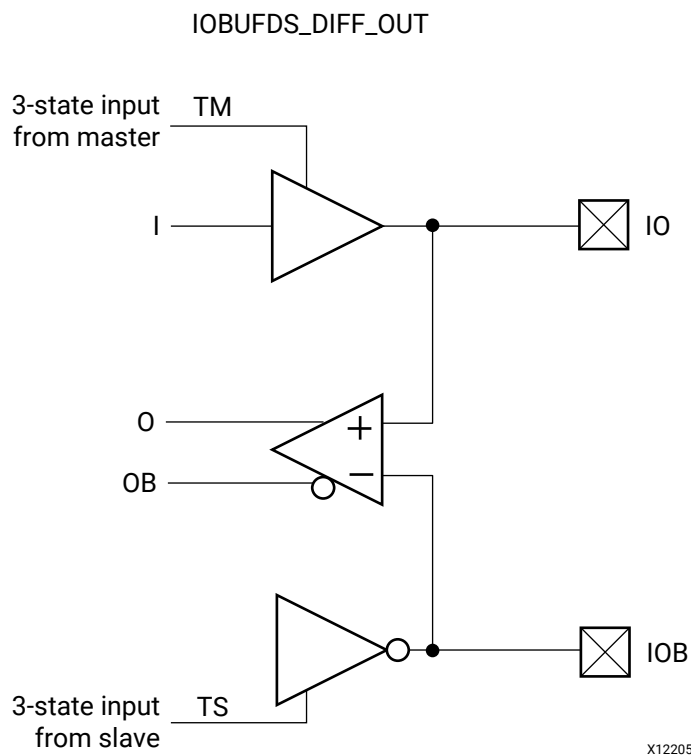 IOBUFDS_DIFF_OUT
3-state input
from master
TM
I
IO
O
OB
+
−
IOB
3-state input
from slave
TS
X12205